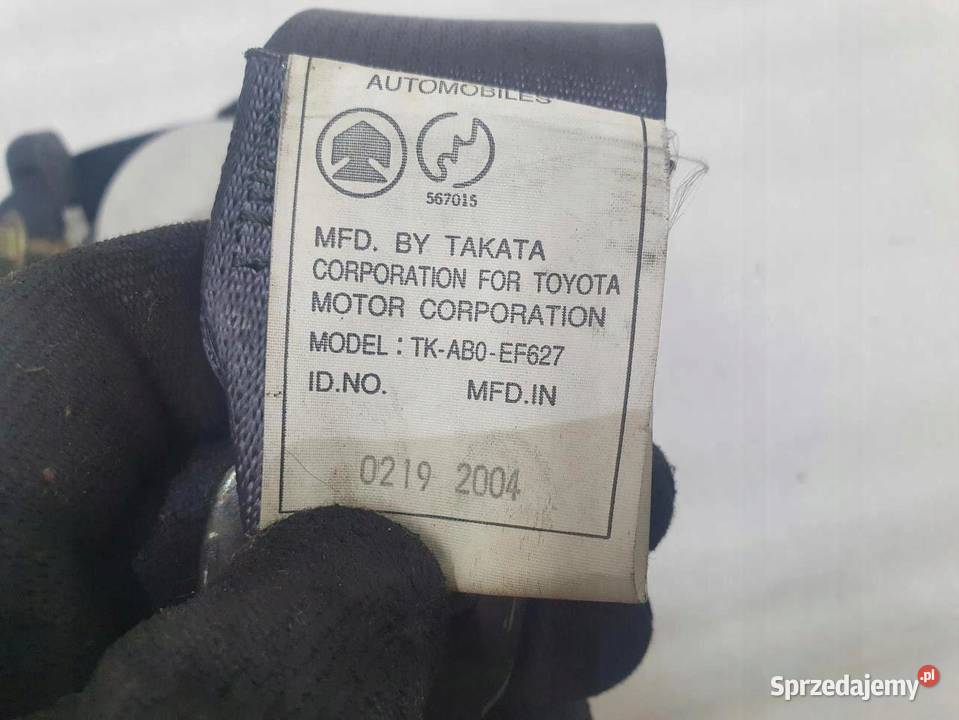 AUTOMOBILES
567015
MFD. BY TAKATA
CORPORATION FOR TOYOTA
MOTOR CORPORATION
MODEL : TK-AB0-EF627
ID.NO. MFD.IN
0219 2004
Sprzedajemy.pl